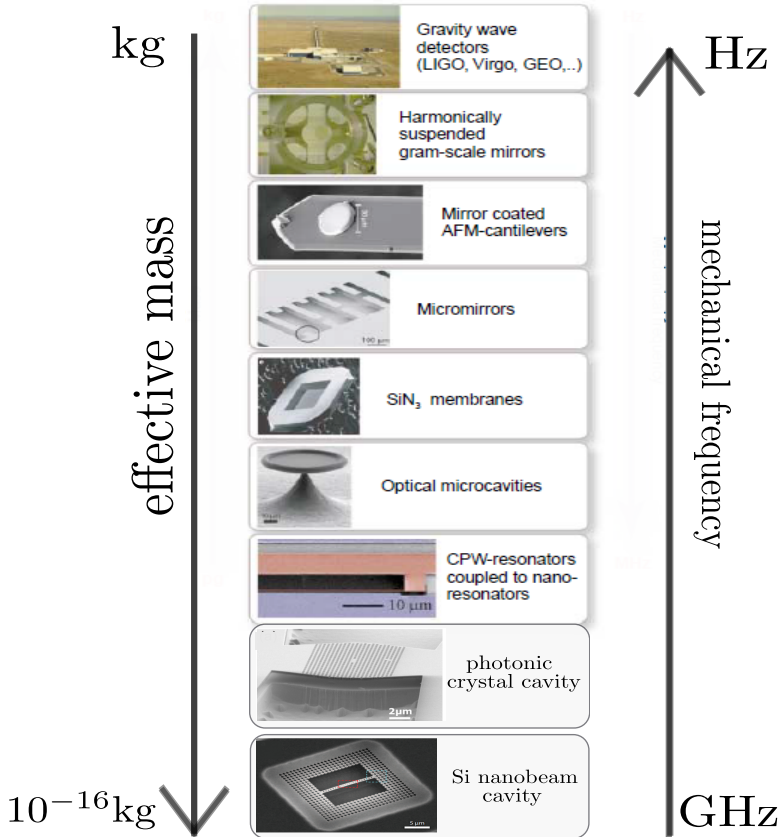 kg
Hz
Gravity wave
detectors
(LIGO, Virgo, GEO,..)
Harmonically
suspended
gram-scale mirrors
Mirror coated
AFM-cantilevers
30 μm
Micromirrors
100 μm
SiN₃ membranes
Optical microcavities
CPW-resonators
coupled to nano-
resonators
10 μm
photonic
crystal cavity
2μm
Si nanobeam
cavity
5 μm
effective mass
mechanical frequency
10⁻¹⁶kg
GHz